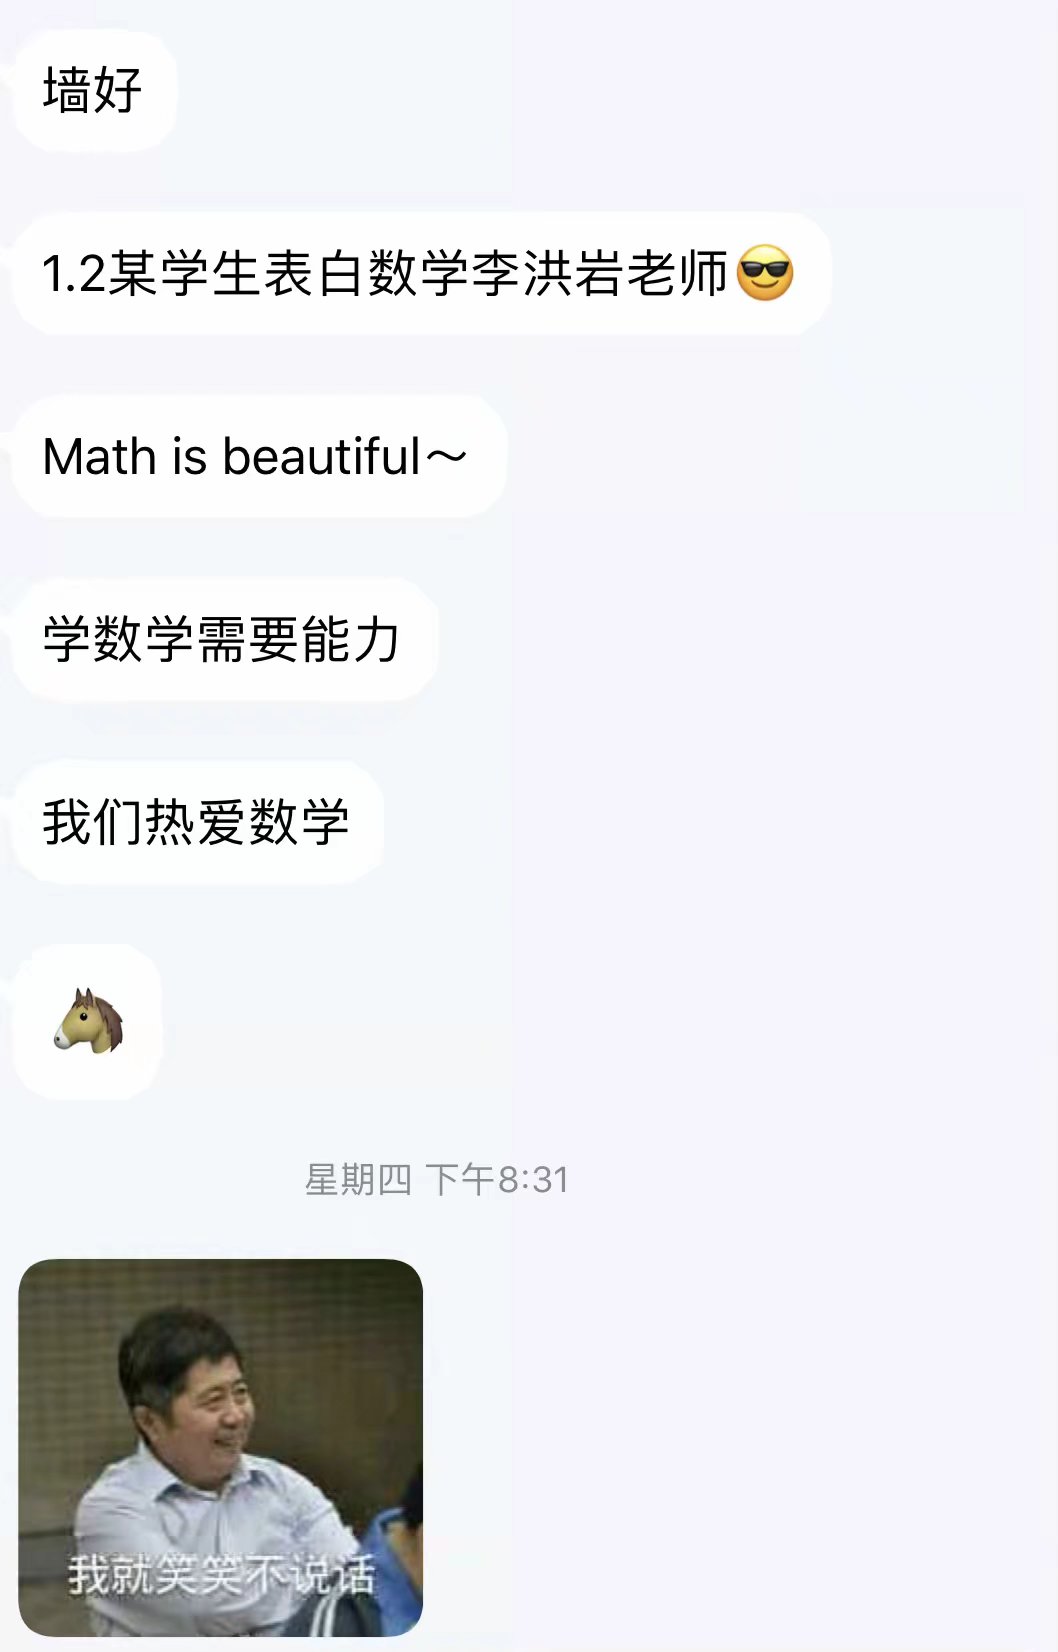 墙好
1.2某学生表白数学李洪岩老师😎
Math is beautiful～
学数学需要能力
我们热爱数学
🐴
星期四 下午8:31
我就笑笑不说话